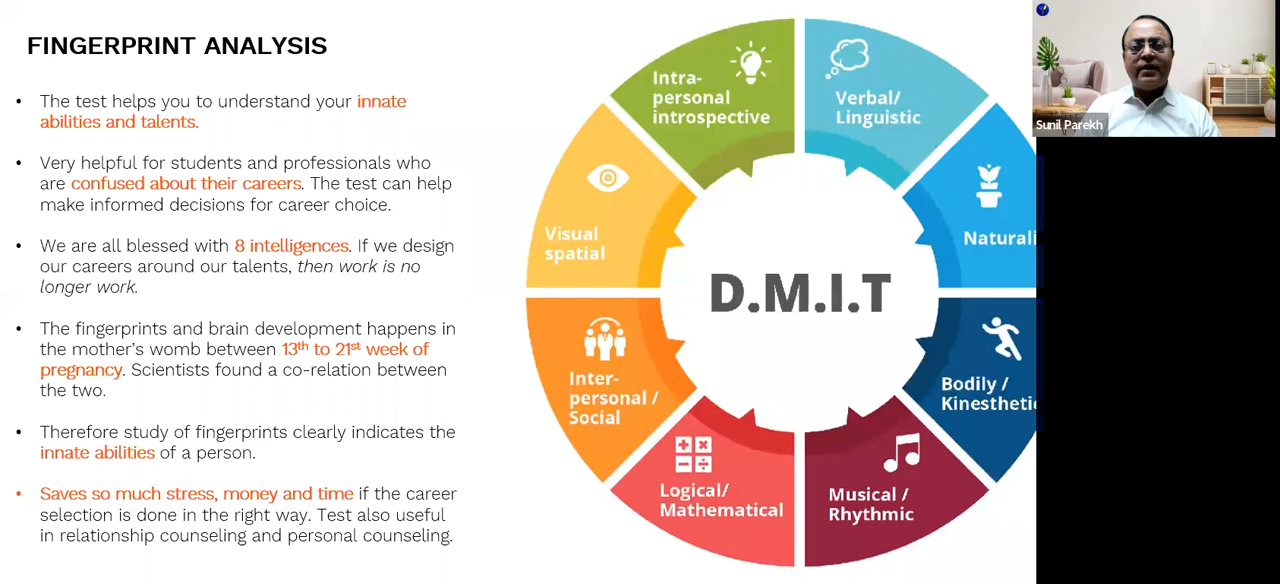 FINGERPRINT ANALYSIS
• The test helps you to understand your innate
abilities and talents.
• Very helpful for students and professionals who
are confused about their careers. The test can help
make informed decisions for career choice.
• We are all blessed with 8 intelligences. If we design
our careers around our talents, then work is no
longer work.
• The fingerprints and brain development happens in
the mother's womb between 13th to 21st week of
pregnancy. Scientists found a co-relation between
the two.
• Therefore study of fingerprints clearly indicates the
innate abilities of a person.
• Saves so much stress, money and time if the career
selection is done in the right way. Test also useful
in relationship counseling and personal counseling.
Intra-
personal
introspective
Verbal/
Linguistic
Visual
spatial
Naturali
D.M.I.T
Inter-
personal /
Social
Bodily /
Kinesthetic
Logical/
Mathematical
Musical /
Rhythmic
Sunil Parekh